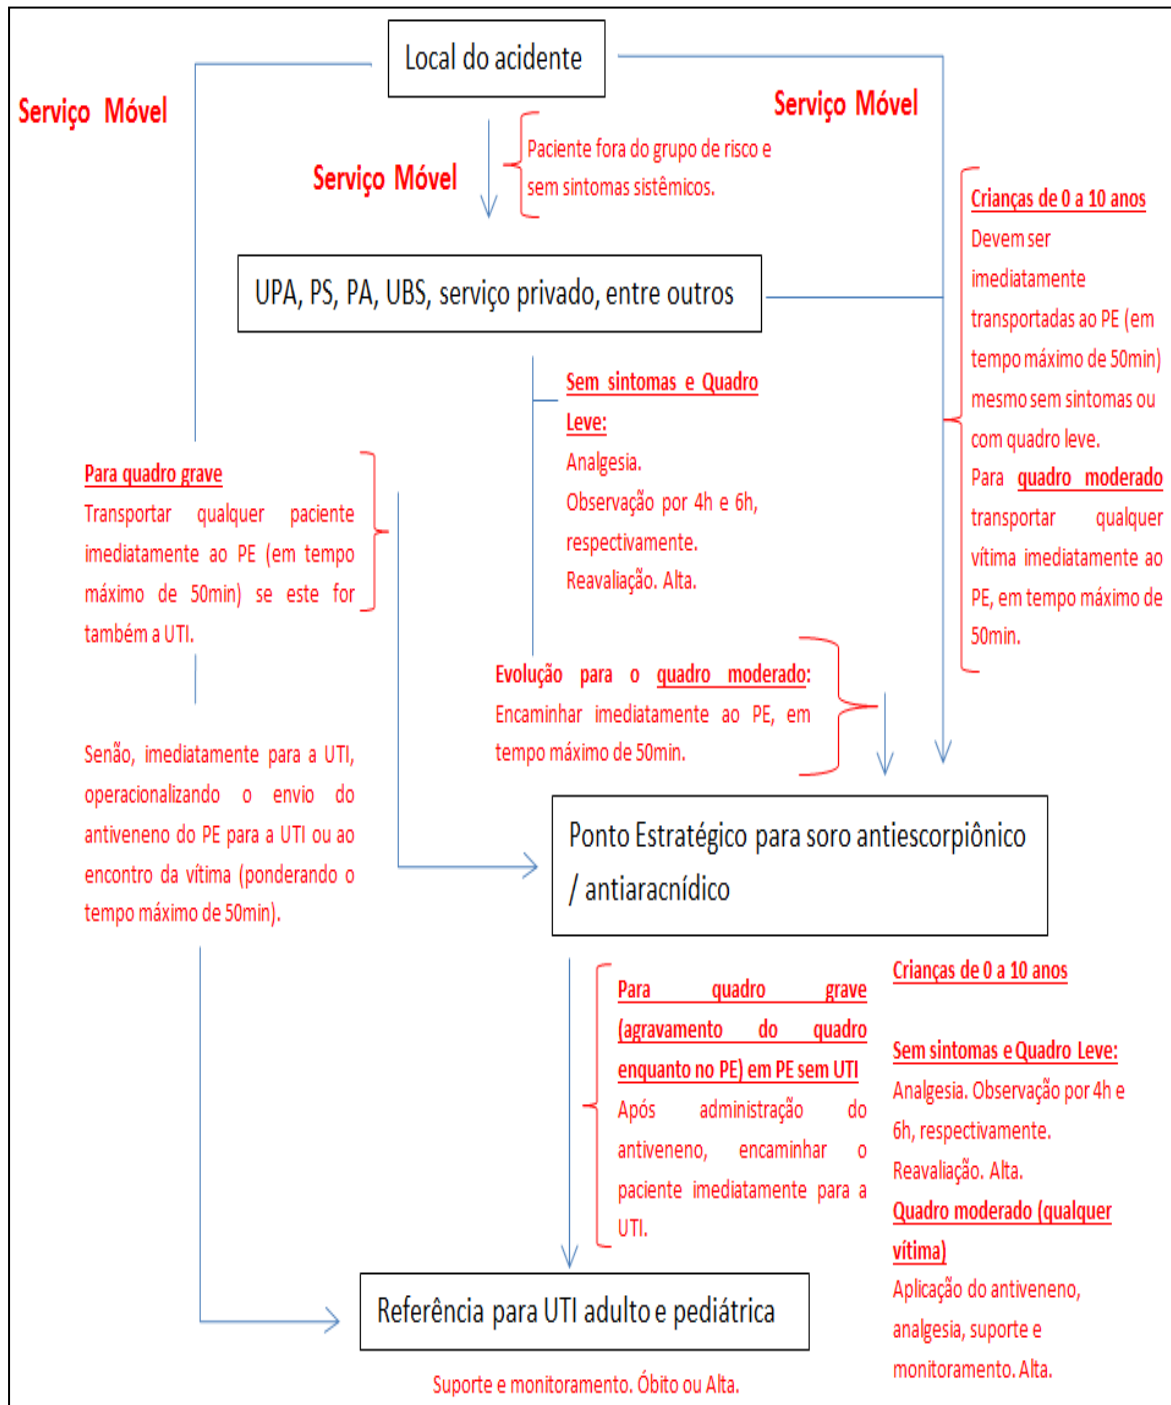 Local do acidente
Serviço Móvel
Serviço Móvel
Serviço Móvel
Paciente fora do grupo de risco e
sem sintomas sistêmicos.
UPA, PS, PA, UBS, serviço privado, entre outros
Crianças de 0 a 10 anos
Devem ser
imediatamente
transportadas ao PE (em
tempo máximo de 50min)
mesmo sem sintomas ou
com quadro leve.
Para quadro moderado
transportar qualquer
vítima imediatamente ao
PE, em tempo máximo de
50min.
Sem sintomas e Quadro
Leve:
Analgesia.
Observação por 4h e 6h,
respectivamente.
Reavaliação. Alta.
Para quadro grave
Transportar qualquer paciente
imediatamente ao PE (em tempo
máximo de 50min) se este for
também a UTI.
Evolução para o quadro moderado:
Encaminhar imediatamente ao PE, em
tempo máximo de 50min.
Senão, imediatamente para a UTI,
operacionalizando o envio do
antiveneno do PE para a UTI ou ao
encontro da vítima (ponderando o
tempo máximo de 50min).
Ponto Estratégico para soro antiescorpiônico
/ antiaracnídico
Para quadro grave
(agravamento do quadro
enquanto no PE) em PE sem UTI
Após administração do
antiveneno, encaminhar o
paciente imediatamente para a
UTI.
Crianças de 0 a 10 anos
Sem sintomas e Quadro Leve:
Analgesia. Observação por 4h e
6h, respectivamente.
Reavaliação. Alta.
Quadro moderado (qualquer
vítima)
Aplicação do antiveneno,
analgesia, suporte e
monitoramento. Alta.
Referência para UTI adulto e pediátrica
Suporte e monitoramento. Óbito ou Alta.